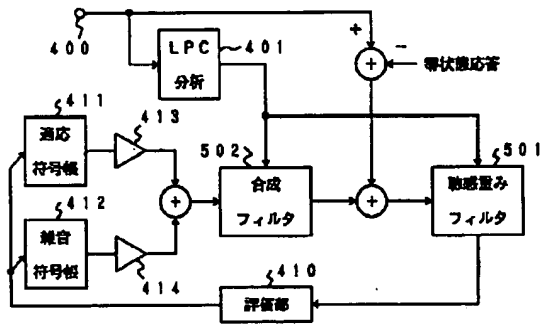 400
LPC
分析
401
+
−
+
零状態応答
411
適応
符号帳
413
502
合成
フィルタ
501
聴感重み
フィルタ
+
+
412
雑音
符号帳
414
410
評価部